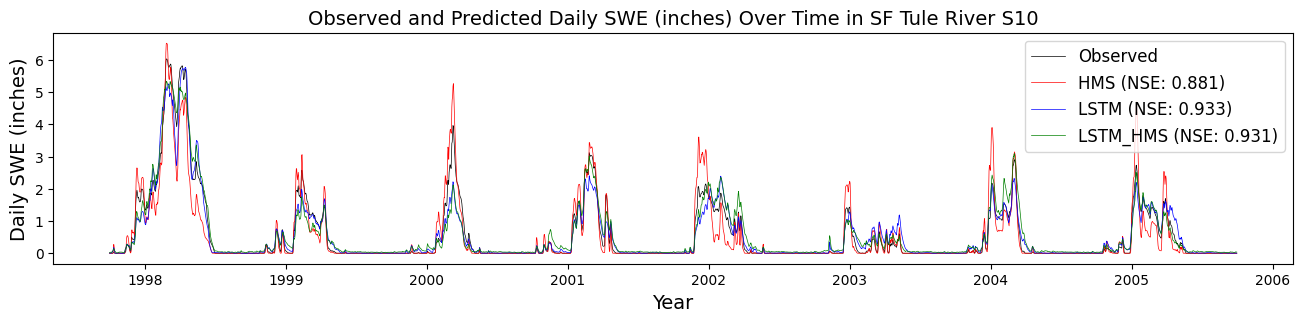 Observed and Predicted Daily SWE (inches) Over Time in SF Tule River S10
Daily SWE (inches)
6
5
4
3
2
1
0
Observed
HMS (NSE: 0.881)
LSTM (NSE: 0.933)
LSTM_HMS (NSE: 0.931)
1998 1999 2000 2001 2002 2003 2004 2005 2006
Year